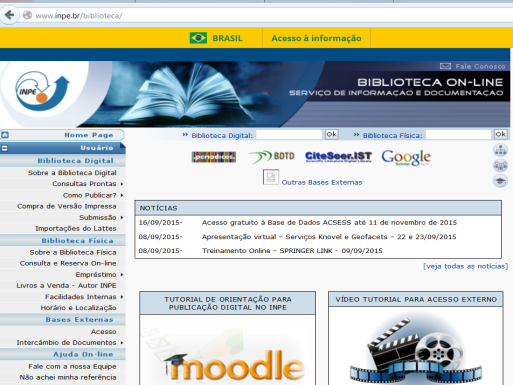 www.inpe.br/biblioteca/
BRASIL
Acesso à informação
Fale Conosco
INPE
BIBLIOTECA ON-LINE
SERVIÇO DE INFORMAÇÃO E DOCUMENTAÇÃO
Home Page
» Biblioteca Digital: Ok » Biblioteca Física: Ok
Usuário
Biblioteca Digital
Sobre a Biblioteca Digital
Consultas Prontas
Como Publicar?
Compra de Versão Impressa
Submissão
Importações do Lattes
Biblioteca Física
Sobre a Biblioteca Física
Consulta e Reserva On-line
Empréstimo
Livros a Venda - Autor INPE
Facilidades Internas
Horário e Localização
Bases Externas
Acesso
Intercâmbio de Documentos
Ajuda On-line
Fale com a nossa Equipe
Não achei minha referência
.periodicos. BDTD CiteSeer.IST Google
Outras Bases Externas
NOTÍCIAS
16/09/2015- Acesso gratuito à Base de Dados ACSESS até 11 de novembro de 2015
08/09/2015- Apresentação virtual - Serviços Knovel e Geofacets - 22 e 23/09/2015
08/09/2015- Treinamento Online - SPRINGER LINK - 09/09/2015
[veja todas as notícias]
TUTORIAL DE ORIENTAÇÃO PARA
PUBLICAÇÃO DIGITAL NO INPE
moodle
VÍDEO TUTORIAL PARA ACESSO EXTERNO